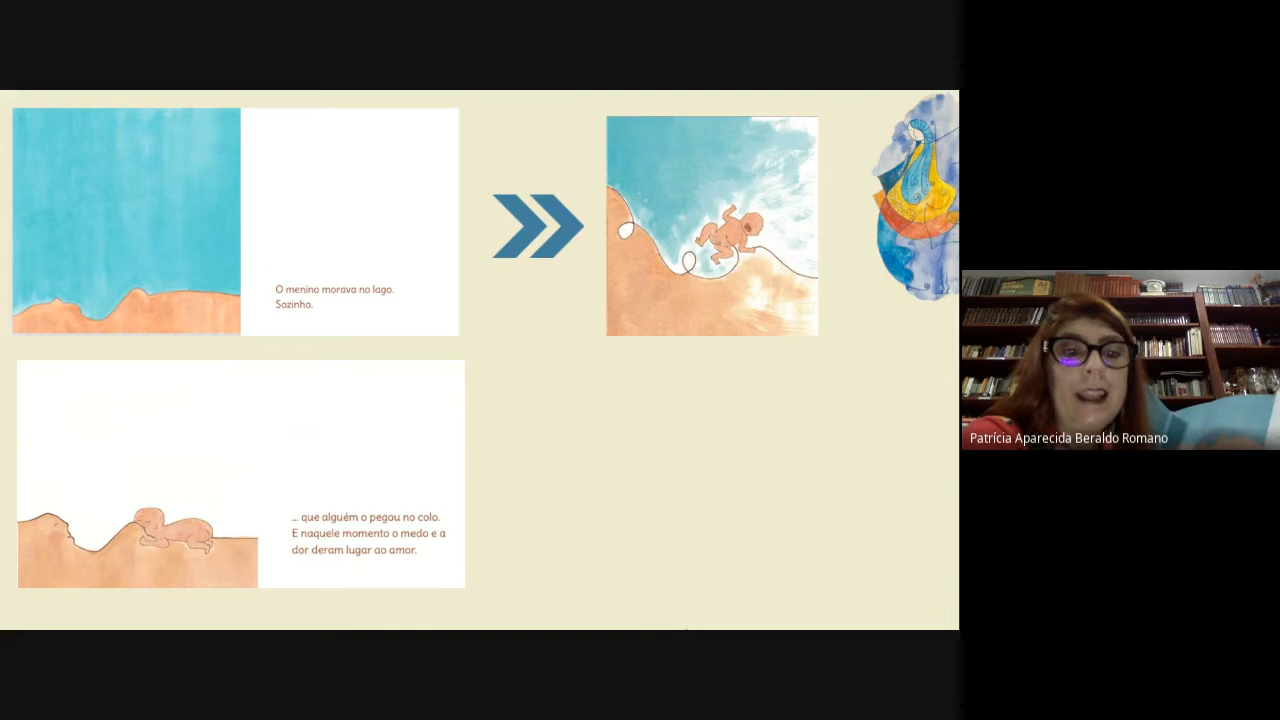 O menino morava no lago.
Sozinho.
... que alguém o pegou no colo.
E naquele momento o medo e a
dor deram lugar ao amor.
Patrícia Aparecida Beraldo Romano